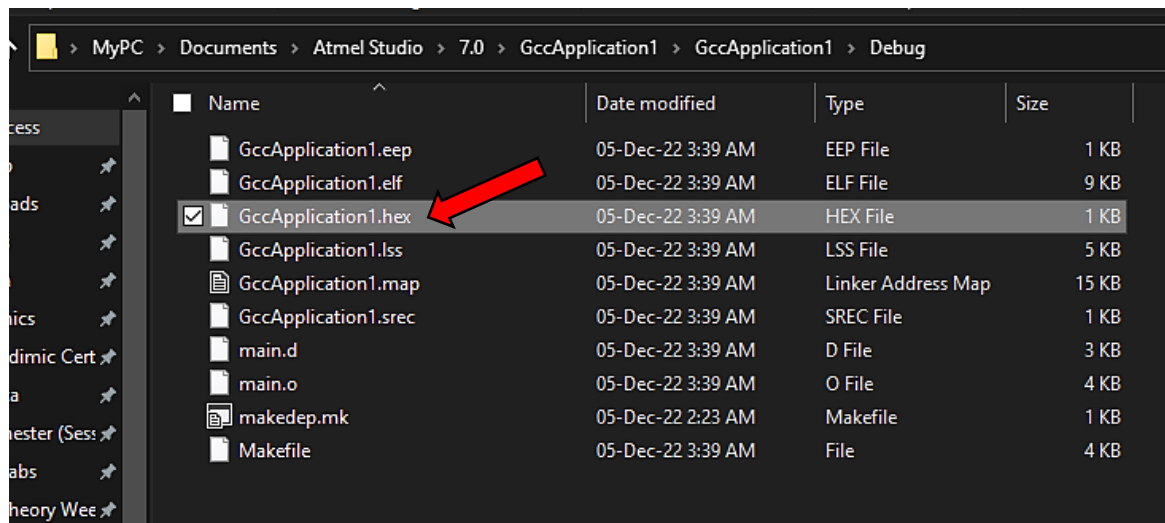 MyPC > Documents > Atmel Studio > 7.0 > GccApplication1 > GccApplication1 > Debug
Name Date modified Type Size
GccApplication1.eep 05-Dec-22 3:39 AM EEP File 1 KB
GccApplication1.elf 05-Dec-22 3:39 AM ELF File 9 KB
GccApplication1.hex 05-Dec-22 3:39 AM HEX File 1 KB
GccApplication1.lss 05-Dec-22 3:39 AM LSS File 5 KB
GccApplication1.map 05-Dec-22 3:39 AM Linker Address Map 15 KB
GccApplication1.srec 05-Dec-22 3:39 AM SREC File 1 KB
main.d 05-Dec-22 3:39 AM D File 3 KB
main.o 05-Dec-22 3:39 AM O File 4 KB
makedep.mk 05-Dec-22 2:23 AM Makefile 1 KB
Makefile 05-Dec-22 3:39 AM File 4 KB
cess
ads
nics
dimic Cert
a
nester (Sess
abs
heory Wee